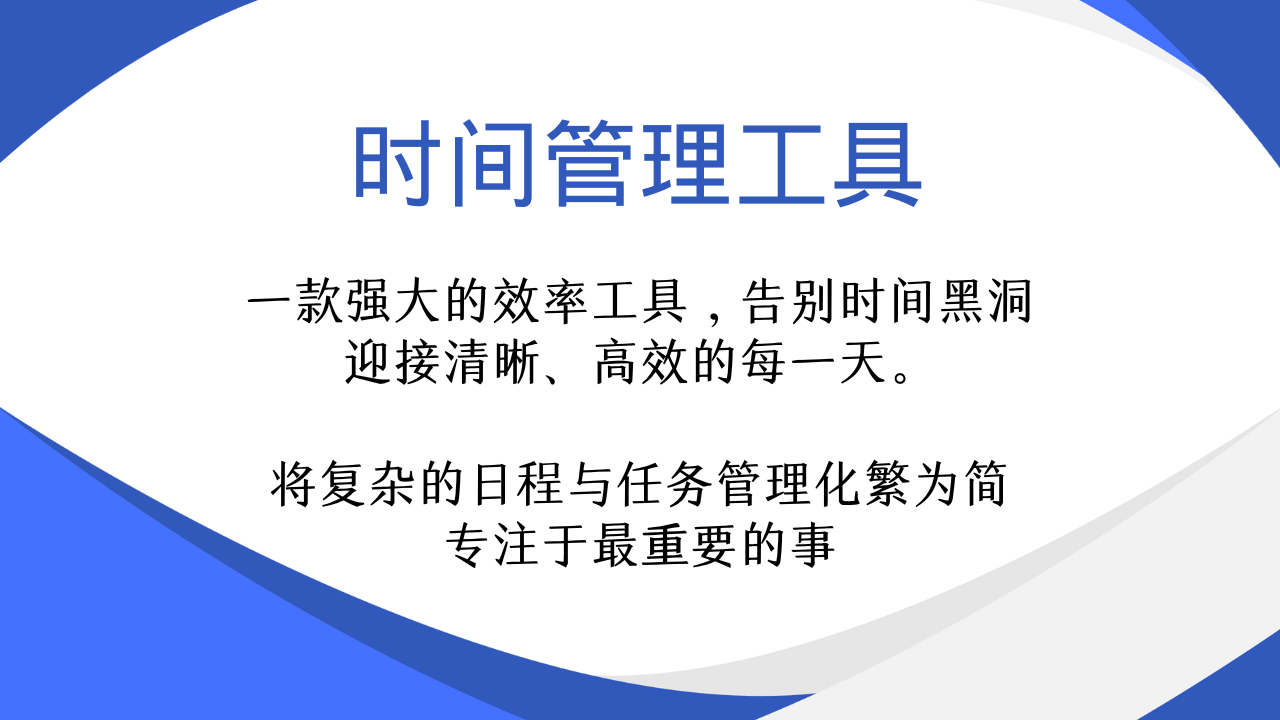 时间管理工具
一款强大的效率工具，告别时间黑洞
迎接清晰、高效的每一天。
将复杂的日程与任务管理化繁为简
专注于最重要的事